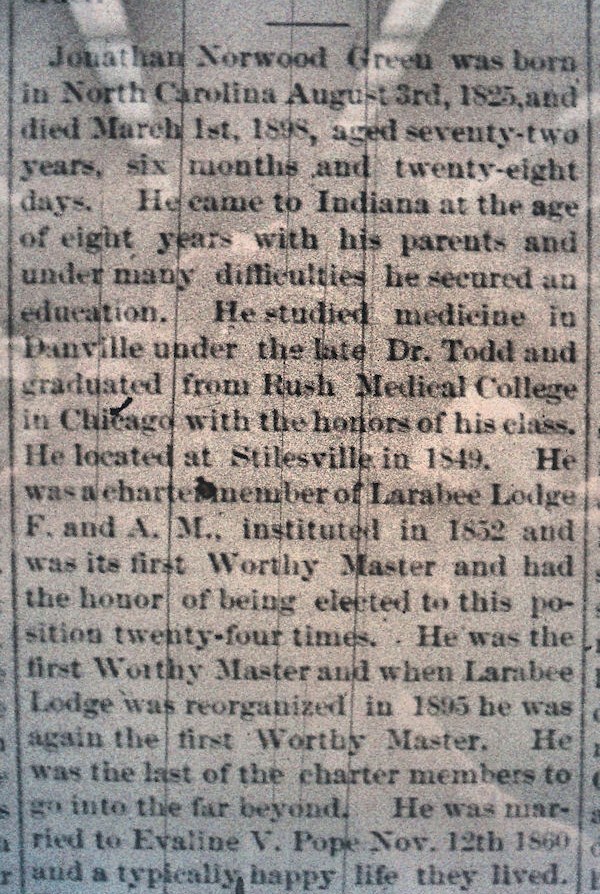 Jonathan Norwood Green was born
in North Carolina August 3rd, 1825, and
died March 1st, 1898, aged seventy-two
years, six months and twenty-eight
days. He came to Indiana at the age
of eight years with his parents and
under many difficulties he secured an
education. He studied medicine in
Danville under the late Dr. Todd and
graduated from Rush Medical College
in Chicago with the honors of his class.
He located at Stilesville in 1849. He
was a charter member of Larabee Lodge
F. and A. M., instituted in 1852 and
was its first Worthy Master and had
the honor of being elected to this po-
sition twenty-four times. He was the
first Worthy Master and when Larabee
Lodge was reorganized in 1895 he was
again the first Worthy Master. He
was the last of the charter members to
go into the far beyond. He was mar-
ried to Evaline V. Pope Nov. 12th 1860
and a typically happy life they lived.